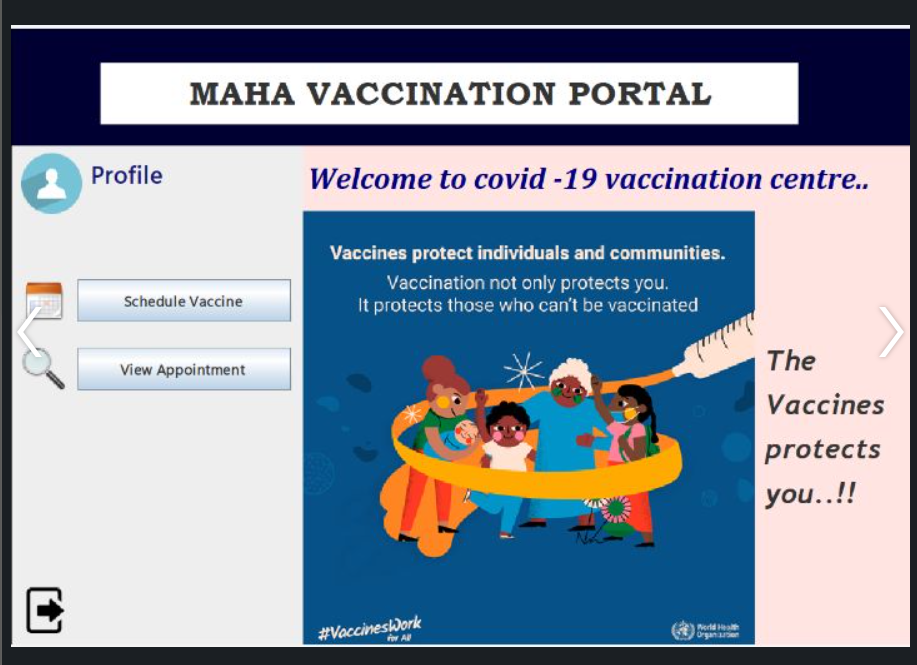 MAHA VACCINATION PORTAL
Profile
Welcome to covid -19 vaccination centre..
Schedule Vaccine
View Appointment
Vaccines protect individuals and communities.
Vaccination not only protects you.
It protects those who can't be vaccinated
The
Vaccines
protects
you..!!
#VaccinesWork
for All
World Health
Organization